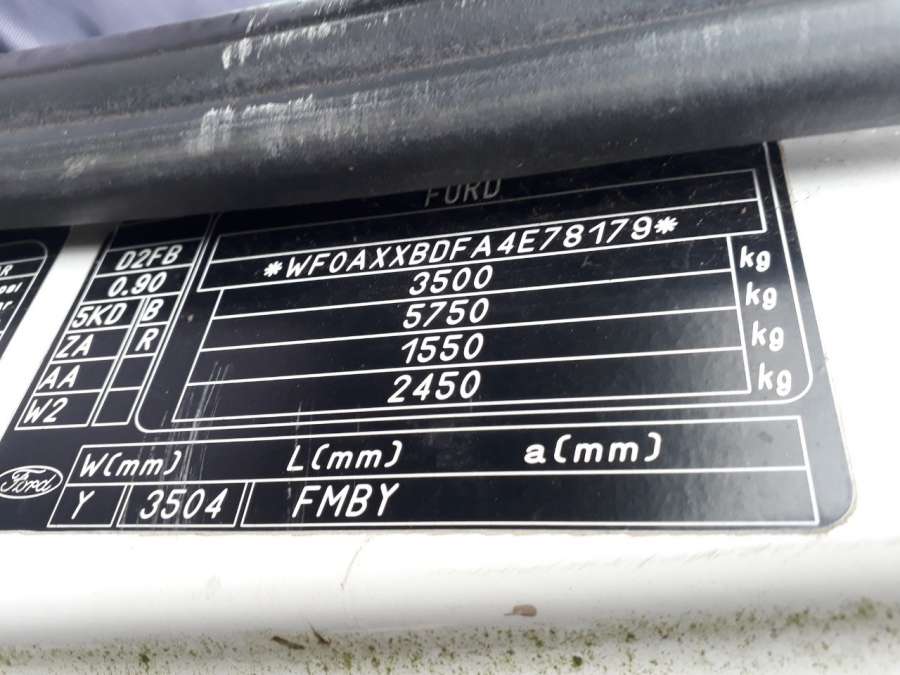 FORD
*WF0AXXBDFA4E78179*
3500 kg
5750 kg
1550 kg
2450 kg
D2FB
0.90
5KD B
ZA R
AA
W2
W(mm) L(mm) a(mm)
Ford
Y 3504 FMBY